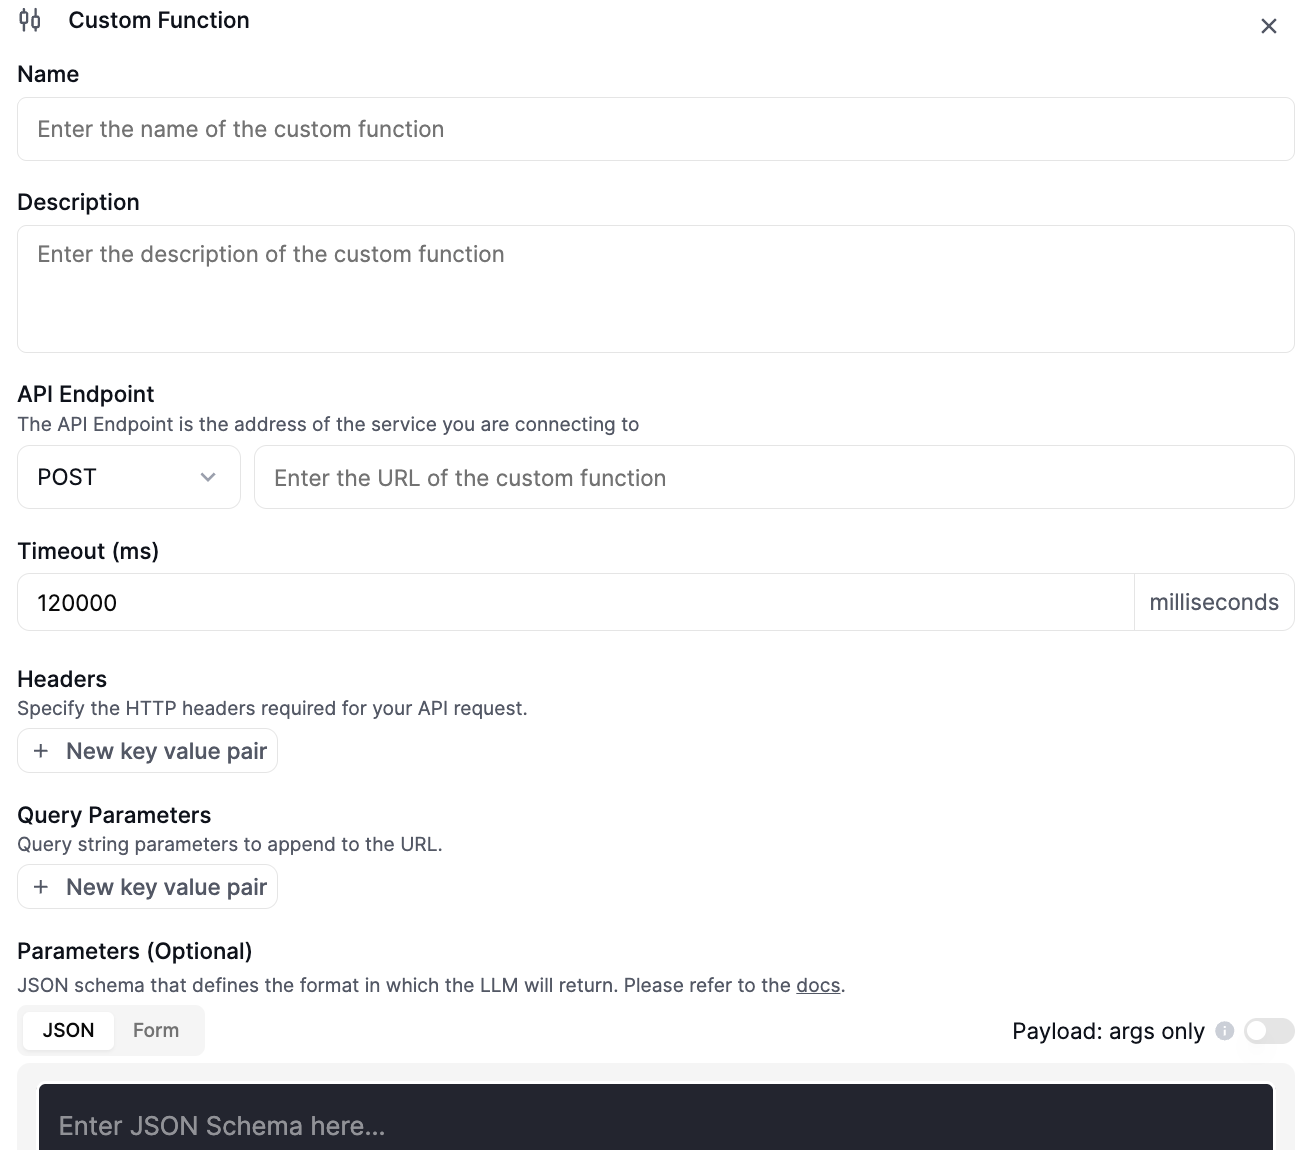 Custom Function
Name
Enter the name of the custom function
Description
Enter the description of the custom function
API Endpoint
The API Endpoint is the address of the service you are connecting to
POST
Enter the URL of the custom function
Timeout (ms)
120000
milliseconds
Headers
Specify the HTTP headers required for your API request.
+ New key value pair
Query Parameters
Query string parameters to append to the URL.
+ New key value pair
Parameters (Optional)
JSON schema that defines the format in which the LLM will return. Please refer to the docs.
JSON Form
Payload: args only
Enter JSON Schema here...